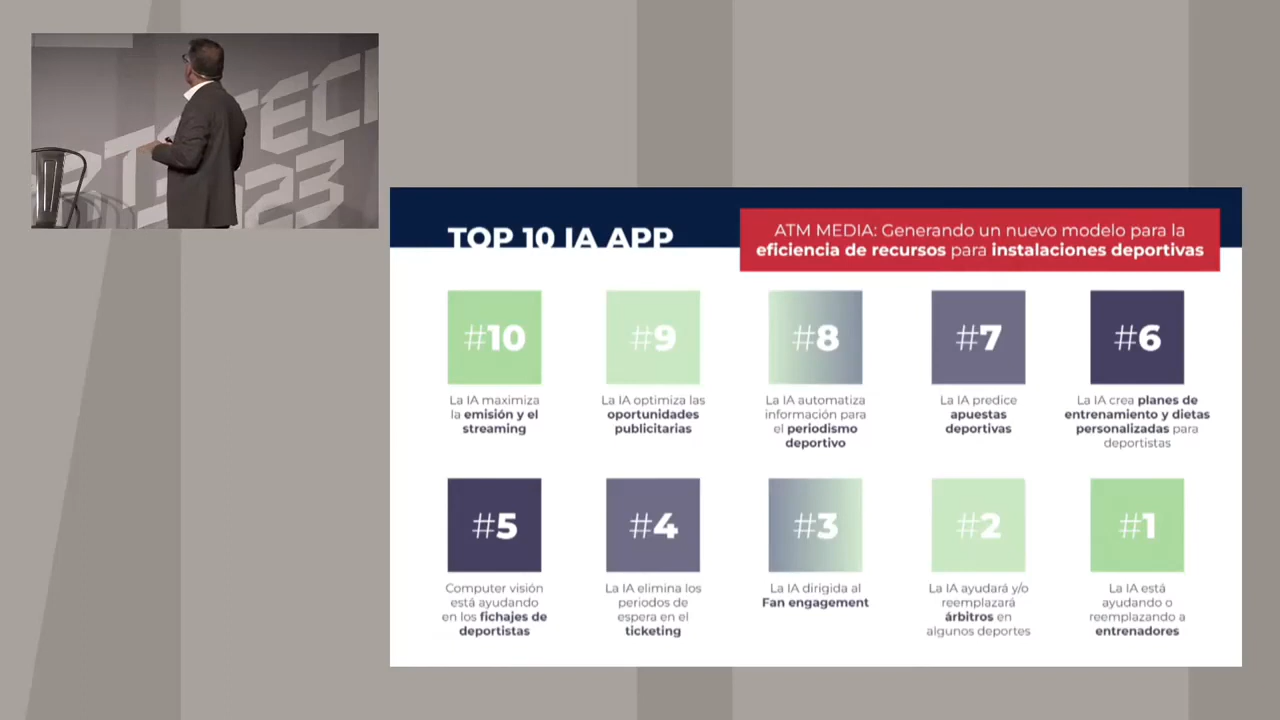 TOP 10 IA APP
ATM MEDIA: Generando un nuevo modelo para la
eficiencia de recursos para instalaciones deportivas
#10
#9
#8
#7
#6
La IA maximiza
la emisión y el
streaming
La IA optimiza las
oportunidades
publicitarias
La IA automatiza
información para
el periodismo
deportivo
La IA predice
apuestas
deportivas
La IA crea planes de
entrenamiento y dietas
personalizadas para
deportistas
#5
#4
#3
#2
#1
Computer visión
está ayudando
en los fichajes de
deportistas
La IA elimina los
periodos de
espera en el
ticketing
La IA dirigida al
Fan engagement
La IA ayudará y/o
reemplazará
árbitros en
algunos deportes
La IA está
ayudando o
reemplazando a
entrenadores